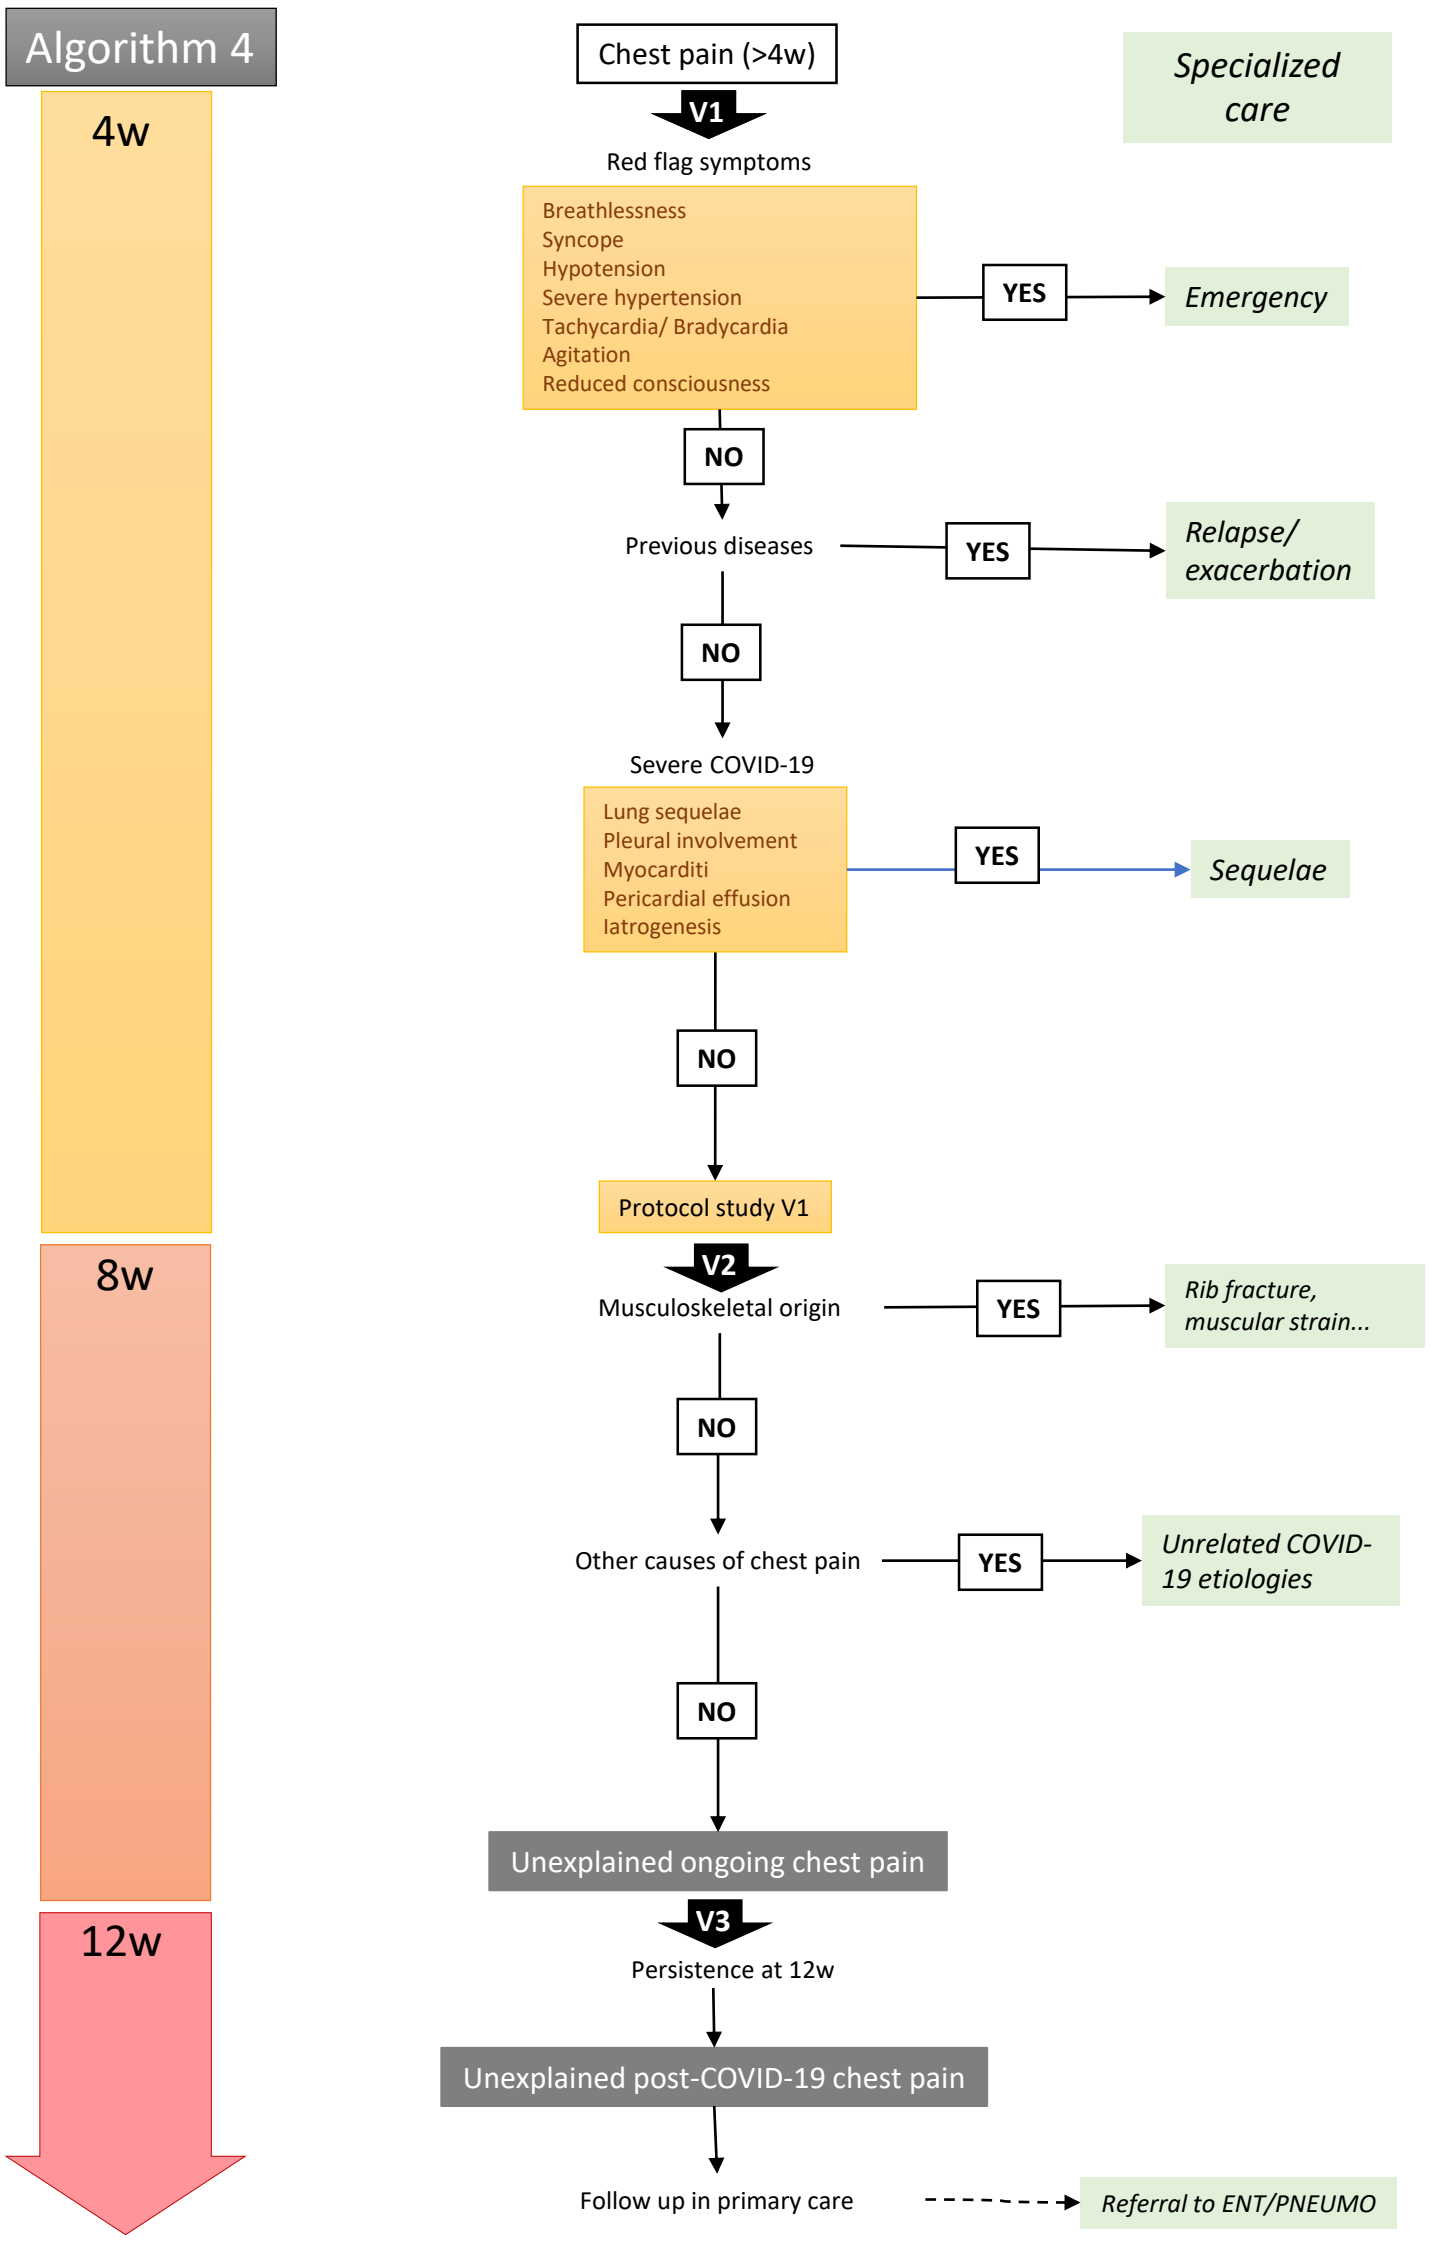 Algorithm 4
4w
8w
12w
Chest pain (>4w)
Specialized
care
V1
Red flag symptoms
Breathlessness
Syncope
Hypotension
Severe hypertension
Tachycardia/ Bradycardia
Agitation
Reduced consciousness
YES
Emergency
NO
Previous diseases
YES
Relapse/
exacerbation
NO
Severe COVID-19
Lung sequelae
Pleural involvement
Myocarditi
Pericardial effusion
Iatrogenesis
YES
Sequelae
NO
Protocol study V1
V2
Musculoskeletal origin
YES
Rib fracture,
muscular strain...
NO
Other causes of chest pain
YES
Unrelated COVID-
19 etiologies
NO
Unexplained ongoing chest pain
V3
Persistence at 12w
Unexplained post-COVID-19 chest pain
Follow up in primary care
Referral to ENT/PNEUMO